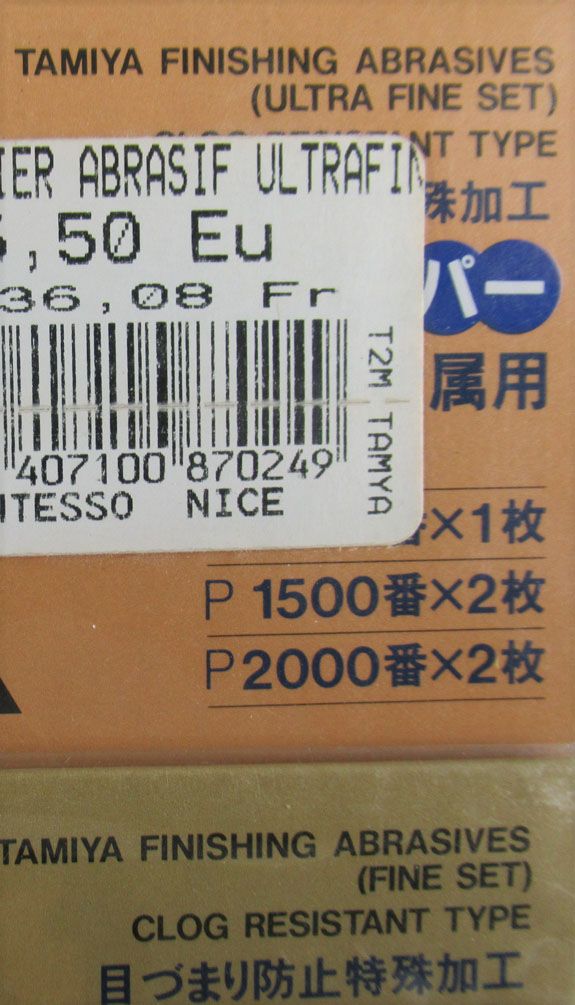 TAMIYA FINISHING ABRASIVES
(ULTRA FINE SET)
TYPE
ABRASIF
,50 Eu
36,08 Fr
407100 870249
NICE
T2M TAMYA
殊加工
パー
属用
番×1枚
P 1500番×2枚
P2000番×2枚
TAMIYA FINISHING ABRASIVES
(FINE SET)
CLOG RESISTANT TYPE
目づまり防止特殊加工